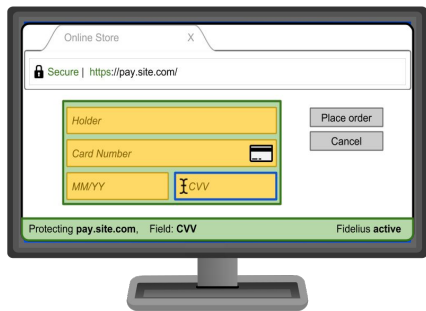 Online Store X
Secure | https://pay.site.com/
Holder
Place order
Card Number
Cancel
MM/YY
CVV
Protecting pay.site.com, Field: CVV Fidelius active